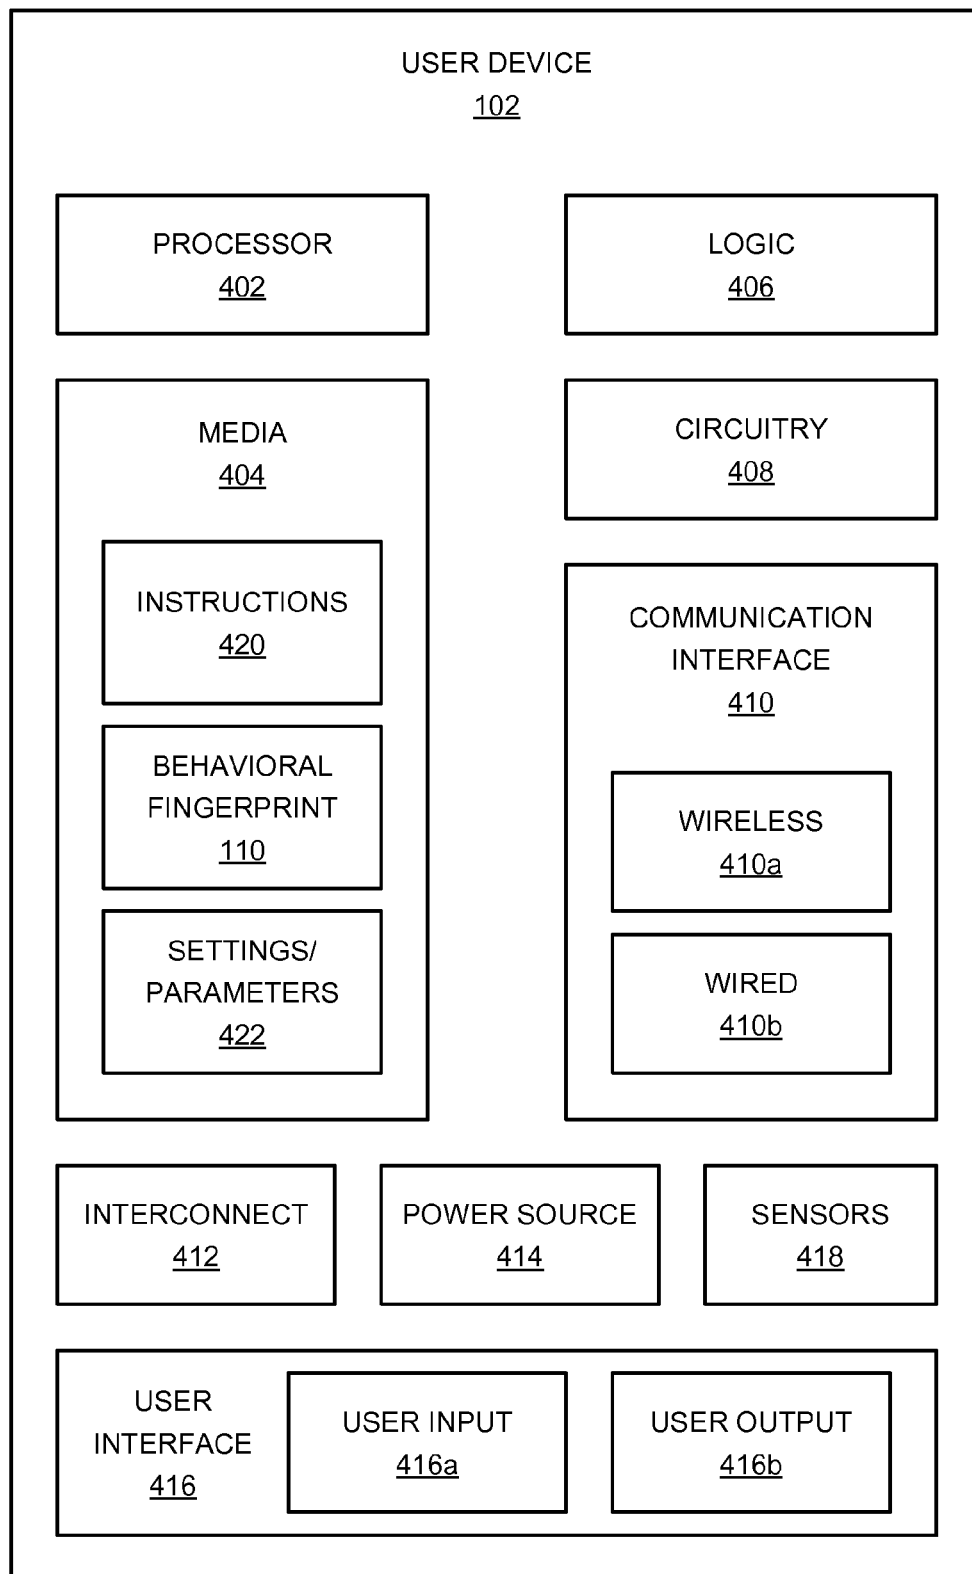 USER DEVICE
102
PROCESSOR
402
LOGIC
406
MEDIA
404
INSTRUCTIONS
420
BEHAVIORAL
FINGERPRINT
110
SETTINGS/
PARAMETERS
422
CIRCUITRY
408
COMMUNICATION
INTERFACE
410
WIRELESS
410a
WIRED
410b
INTERCONNECT
412
POWER SOURCE
414
SENSORS
418
USER
INTERFACE
416
USER INPUT
416a
USER OUTPUT
416b